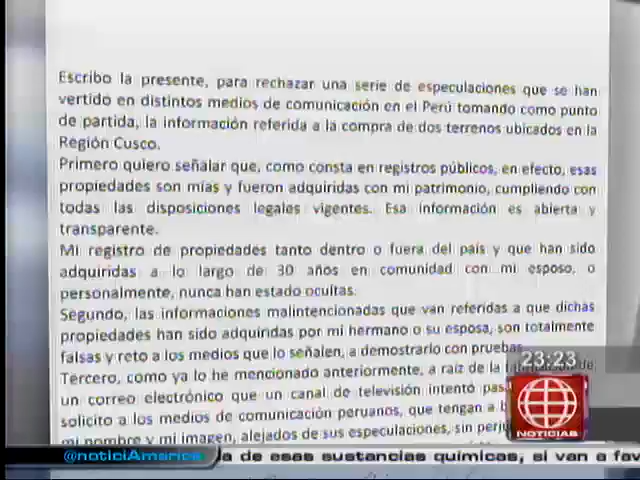 Escribo la presente, para rechazar una serie de especulaciones que se han
vertido en distintos medios de comunicación en el Perú tomando como punto
de partida, la información referida a la compra de dos terrenos ubicados en la
Región Cusco.
Primero quiero señalar que, como consta en registros públicos, en efecto, esas
propiedades son mías y fueron adquiridas con mi patrimonio, cumpliendo con
todas las disposiciones legales vigentes. Esa información es abierta y
transparente.
Mi registro de propiedades tanto dentro o fuera del país y que han sido
adquiridas a lo largo de 30 años en comunidad con mi esposo, o
personalmente, nunca han estado ocultas.
Segundo, las informaciones malintencionadas que van referidas a que dichas
propiedades han sido adquiridas por mi hermano o su esposa, son totalmente
falsas y reto a los medios que lo señalen, a demostrarlo con pruebas.
Tercero, como ya lo he mencionado anteriormente, a raíz de la
un correo electrónico que un canal de televisión intentó
solicito a los medios de comunicación peruanos, que tengan a
mi nombre y mi imagen, alejados de sus especulaciones, sin
23:23
NOTICIAS
@noticiAmerica
a de esas sustancias químicas, si van a fav